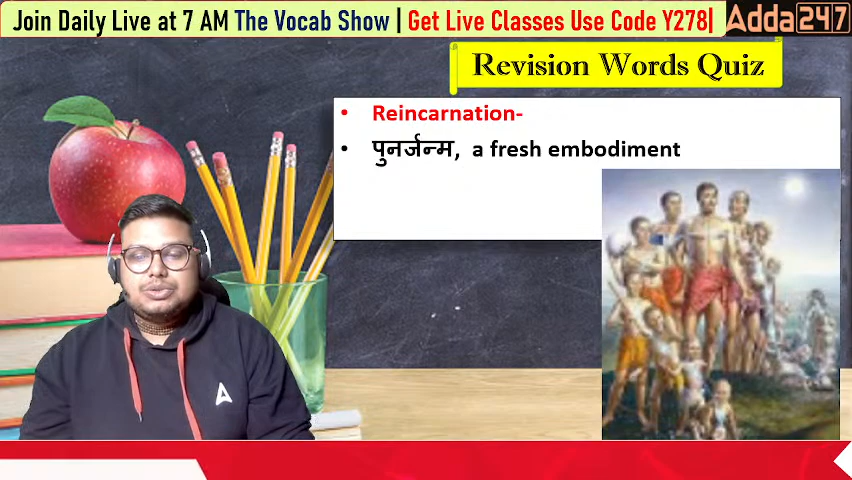 Join Daily Live at 7 AM The Vocab Show | Get Live Classes Use Code Y278|
Adda247
Revision Words Quiz
• Reincarnation-
• पुनर्जन्म, a fresh embodiment